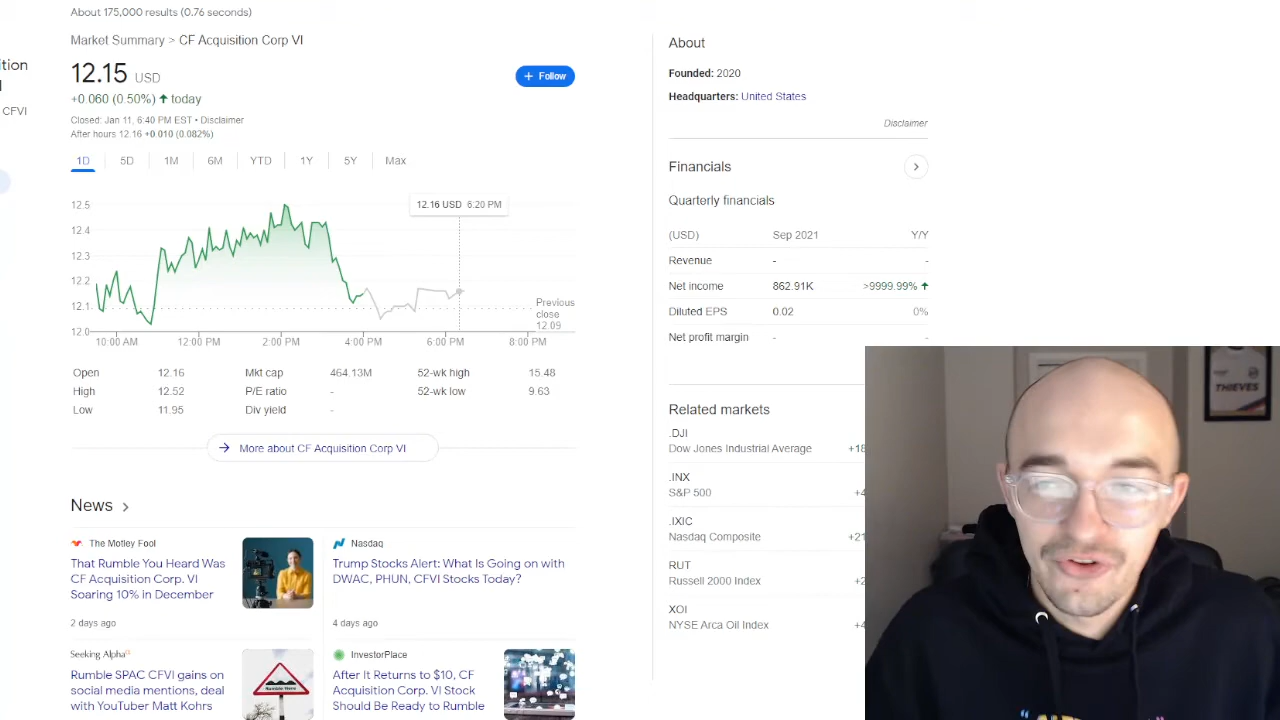 About 175,000 results (0.76 seconds)
Market Summary > CF Acquisition Corp VI
ition
CFVI
12.15 USD
+ Follow
+0.060 (0.50%) ↑ today
Closed: Jan 11, 6:40 PM EST • Disclaimer
After hours 12.16 +0.010 (0.082%)
1D 5D 1M 6M YTD 1Y 5Y Max
12.16 USD 6:20 PM
12.5
12.4
12.3
12.2
12.1
12.0
Previous
close
12.09
10:00 AM 12:00 PM 2:00 PM 4:00 PM 6:00 PM 8:00 PM
Open 12.16 Mkt cap 464.13M 52-wk high 15.48
High 12.52 P/E ratio - 52-wk low 9.63
Low 11.95 Div yield -
More about CF Acquisition Corp VI
News >
The Motley Fool
That Rumble You Heard Was
CF Acquisition Corp. VI
Soaring 10% in December
2 days ago
Nasdaq
Trump Stocks Alert: What Is Going on with
DWAC, PHUN, CFVI Stocks Today?
4 days ago
Seeking Alpha
Rumble SPAC CFVI gains on
social media mentions, deal
with YouTuber Matt Kohrs
InvestorPlace
After It Returns to $10, CF
Acquisition Corp. VI Stock
Should Be Ready to Rumble
About
Founded: 2020
Headquarters: United States
Disclaimer
Financials
Quarterly financials
(USD) Sep 2021 Y/Y
Revenue - -
Net income 862.91K >9999.99% ↑
Diluted EPS 0.02 0%
Net profit margin - -
Related markets
.DJI
Dow Jones Industrial Average +18
.INX
S&P 500 +4
.IXIC
Nasdaq Composite +21
RUT
Russell 2000 Index +2
XOI
NYSE Arca Oil Index +4
THIEVES